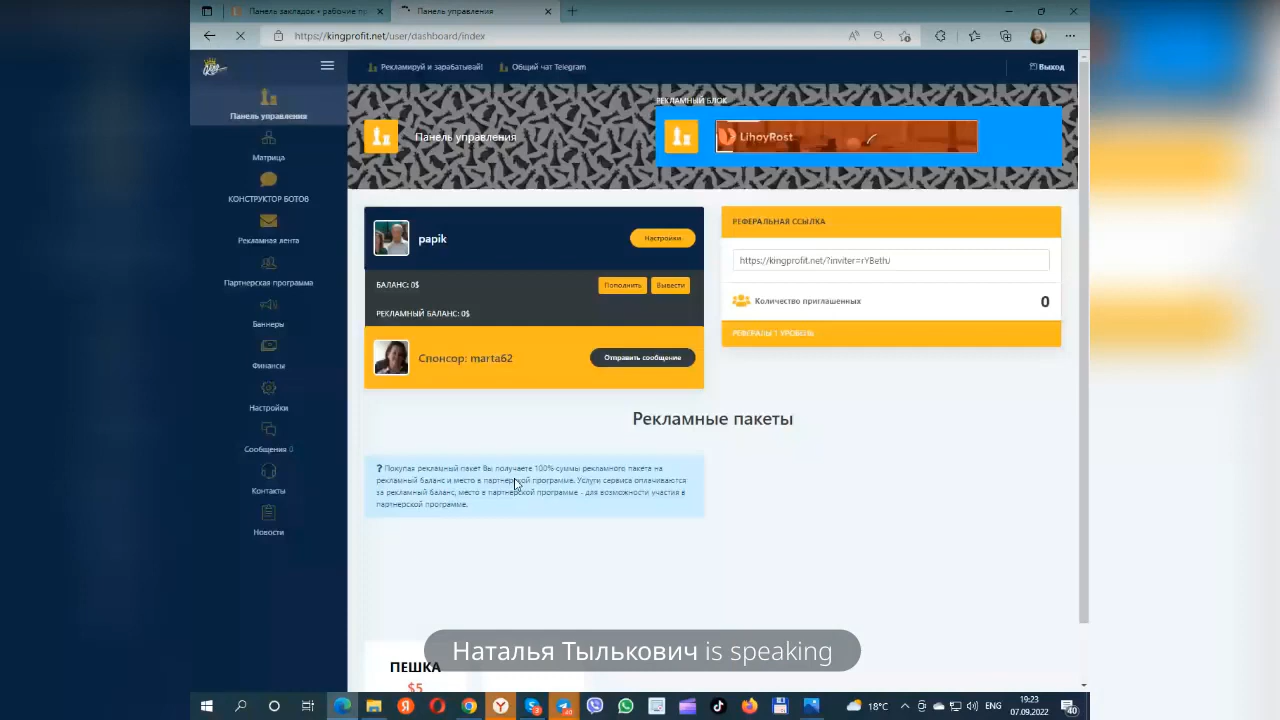 Панель закладок • рабочие пр
Панель управления
https://kingprofit.net/user/dashboard/index
Рекламируй и зарабатывай!
Общий чат Telegram
Выход
Панель управления
Матрица
КОНСТРУКТОР БОТОВ
Рекламная лента
Партнерская программа
Баннеры
Финансы
Настройки
Сообщения 0
Контакты
Новости
Панель управления
РЕКЛАМНЫЙ БЛОК
LihoyRost
papik
Настройки
БАЛАНС: 0$
Пополнить
Вывести
РЕКЛАМНЫЙ БАЛАНС: 0$
Спонсор: marta62
Отправить сообщение
РЕФЕРАЛЬНАЯ ССЫЛКА
Количество приглашенных
0
РЕФЕРАЛЫ 1 УРОВЕНЬ
Рекламные пакеты
? Покупая рекламный пакет Вы получаете 100% суммы рекламного пакета на
рекламный баланс и место в партнерской программе. Услуги сервиса оплачиваются
за рекламный баланс, место в партнерской программе - для возможности участия в
партнерской программе.
ПЕШКА
$5
Наталья Тылькович is speaking
18°C
ENG
19:23
07.09.2022
40